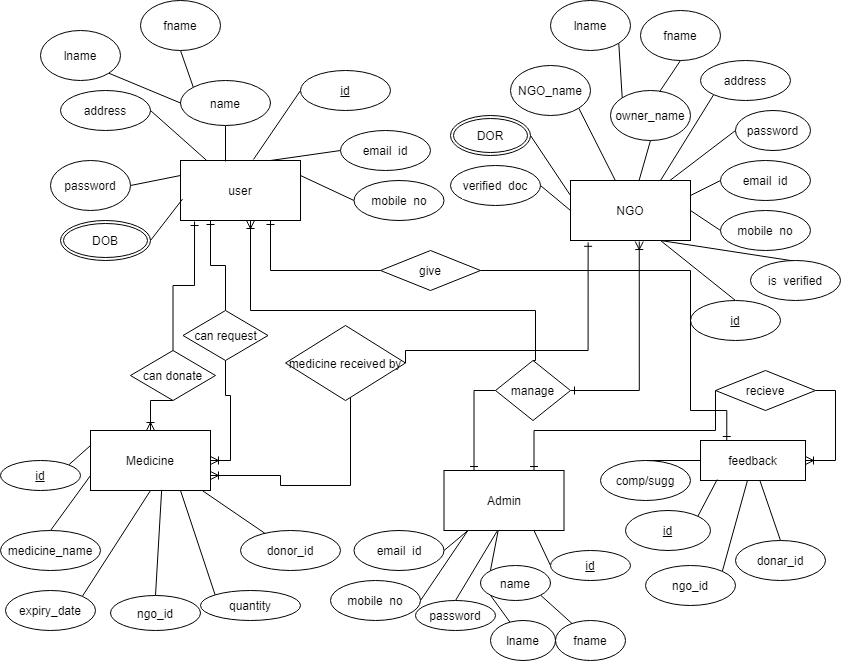 fname
lname
name
address
id
email id
password
mobile no
DOB
user
lname
fname
NGO_name
address
owner_name
DOR
password
verified doc
email id
NGO
mobile no
is verified
id
give
can request
can donate
medicine received by
manage
recieve
Medicine
id
medicine_name
expiry_date
ngo_id
quantity
donor_id
Admin
email id
mobile no
password
name
lname
fname
id
feedback
comp/sugg
id
ngo_id
donar_id